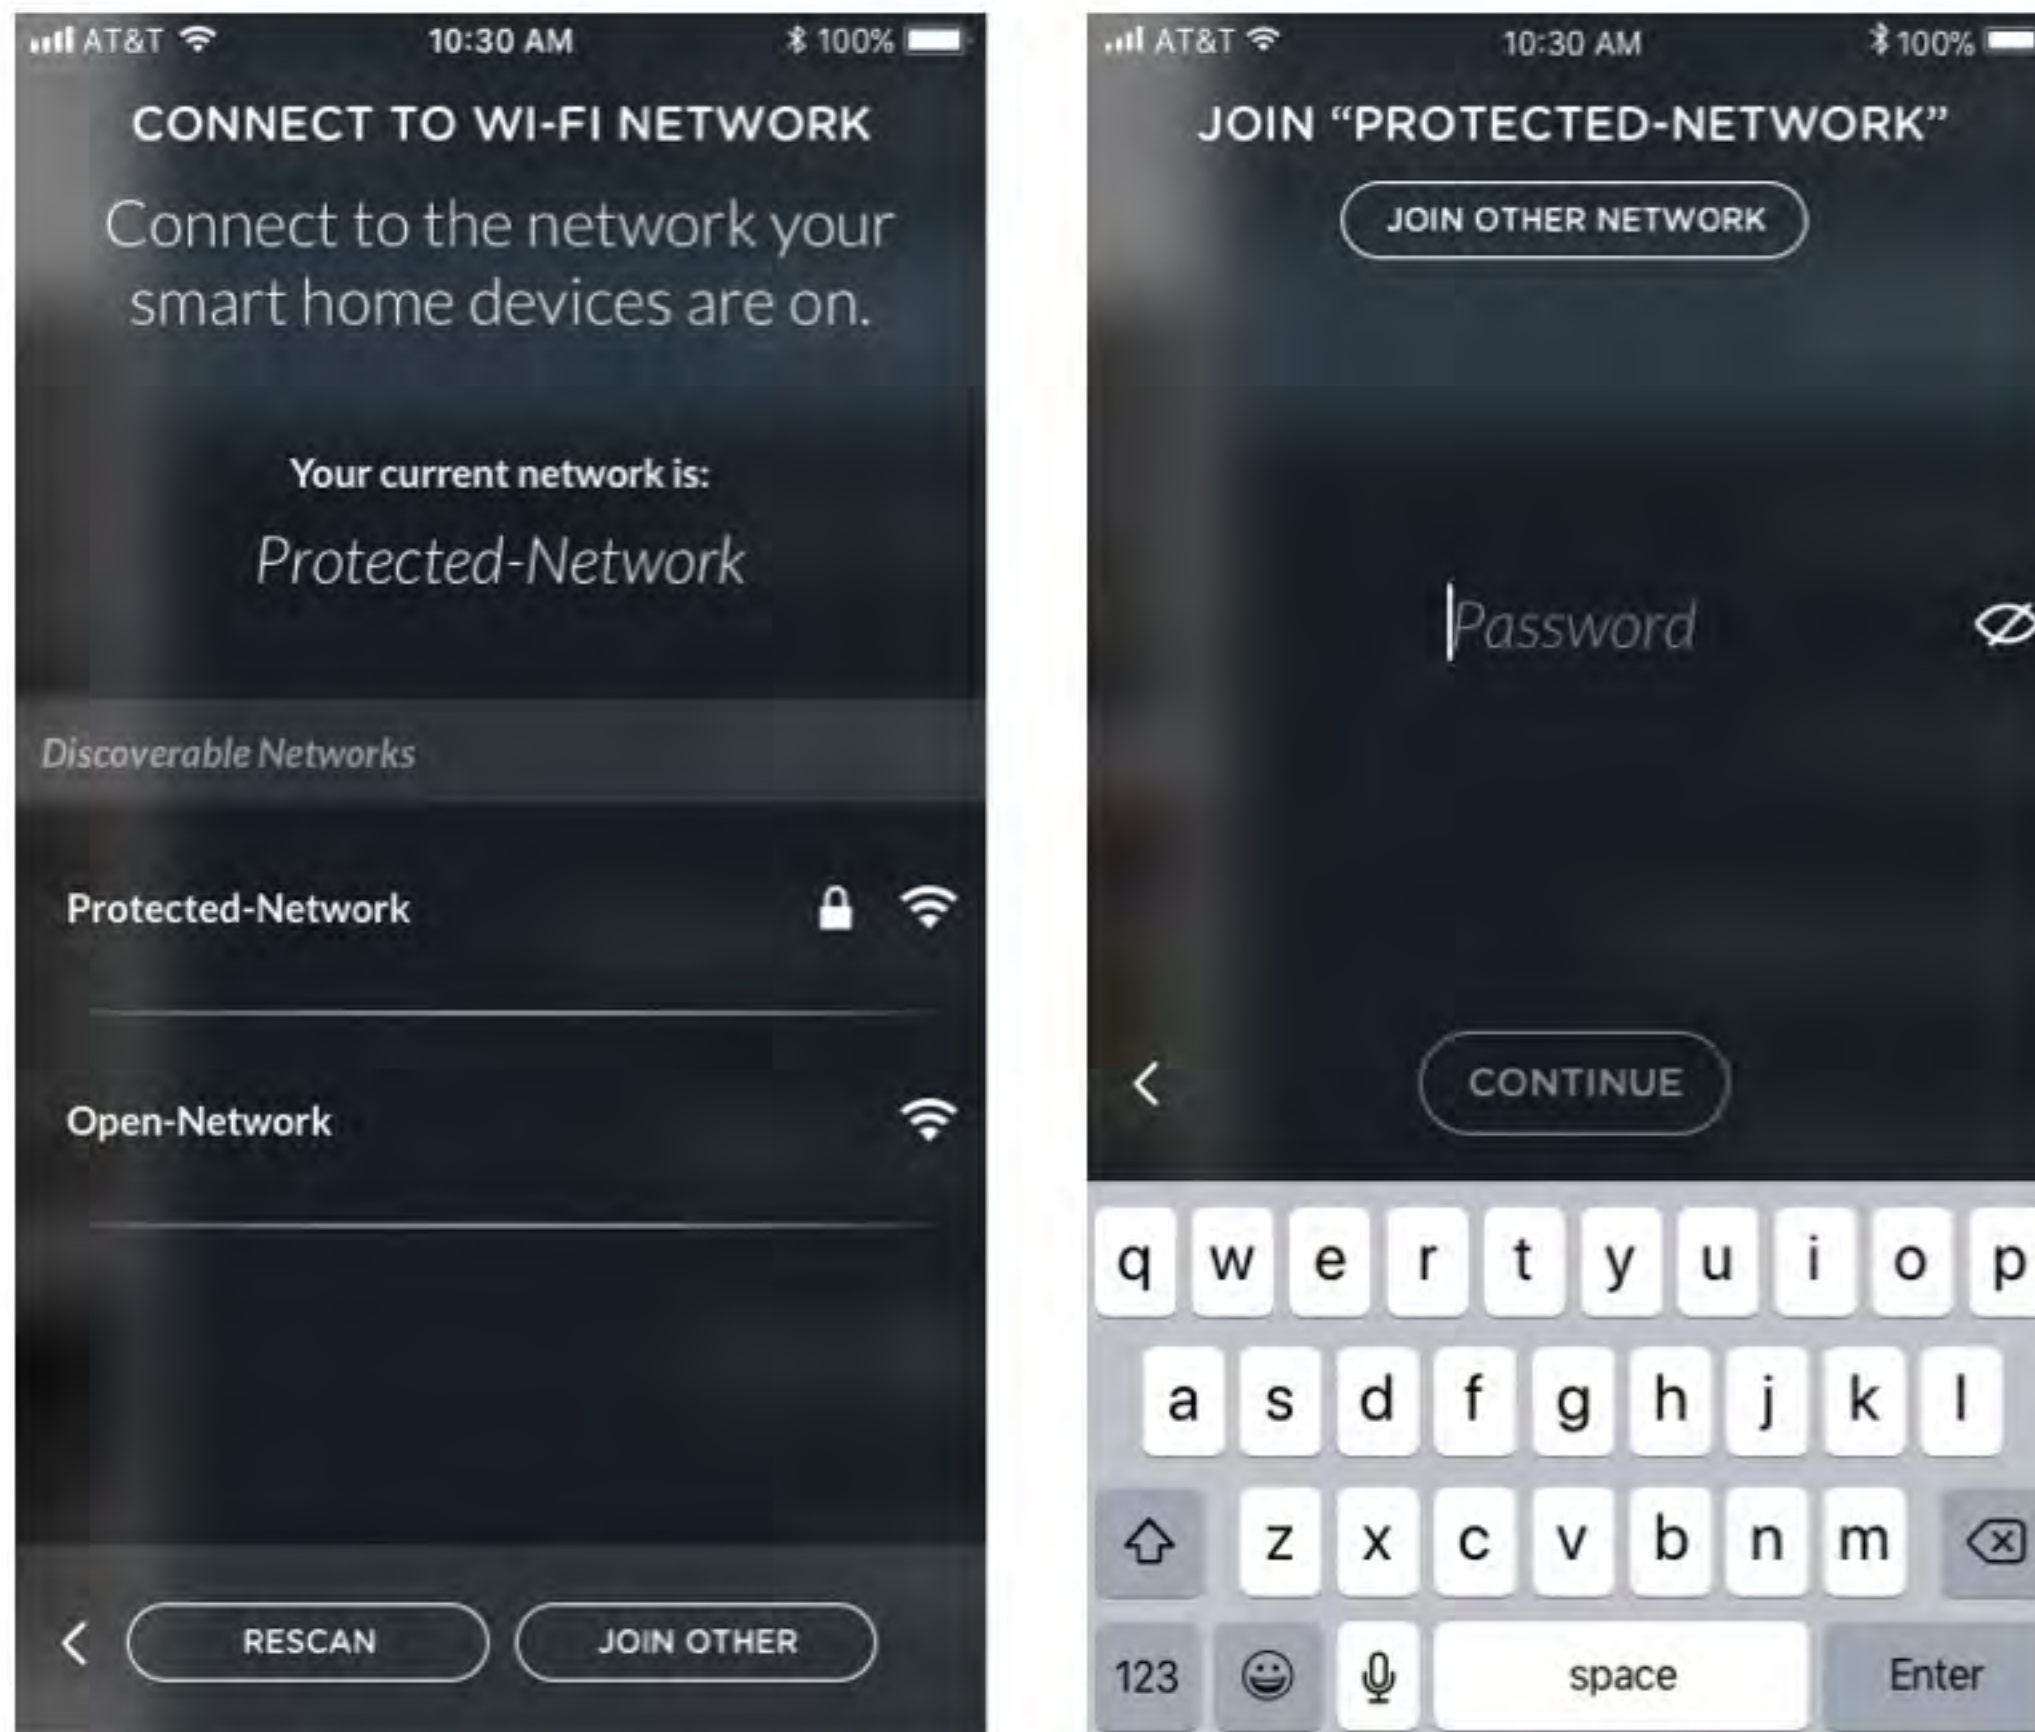 AT&T 10:30 AM 100%
CONNECT TO WI-FI NETWORK
Connect to the network your
smart home devices are on.
Your current network is:
Protected-Network
Discoverable Networks
Protected-Network
Open-Network
RESCAN JOIN OTHER
AT&T 10:30 AM 100%
JOIN “PROTECTED-NETWORK”
JOIN OTHER NETWORK
Password
CONTINUE
q w e r t y u i o p
a s d f g h j k l
z x c v b n m
123 space Enter